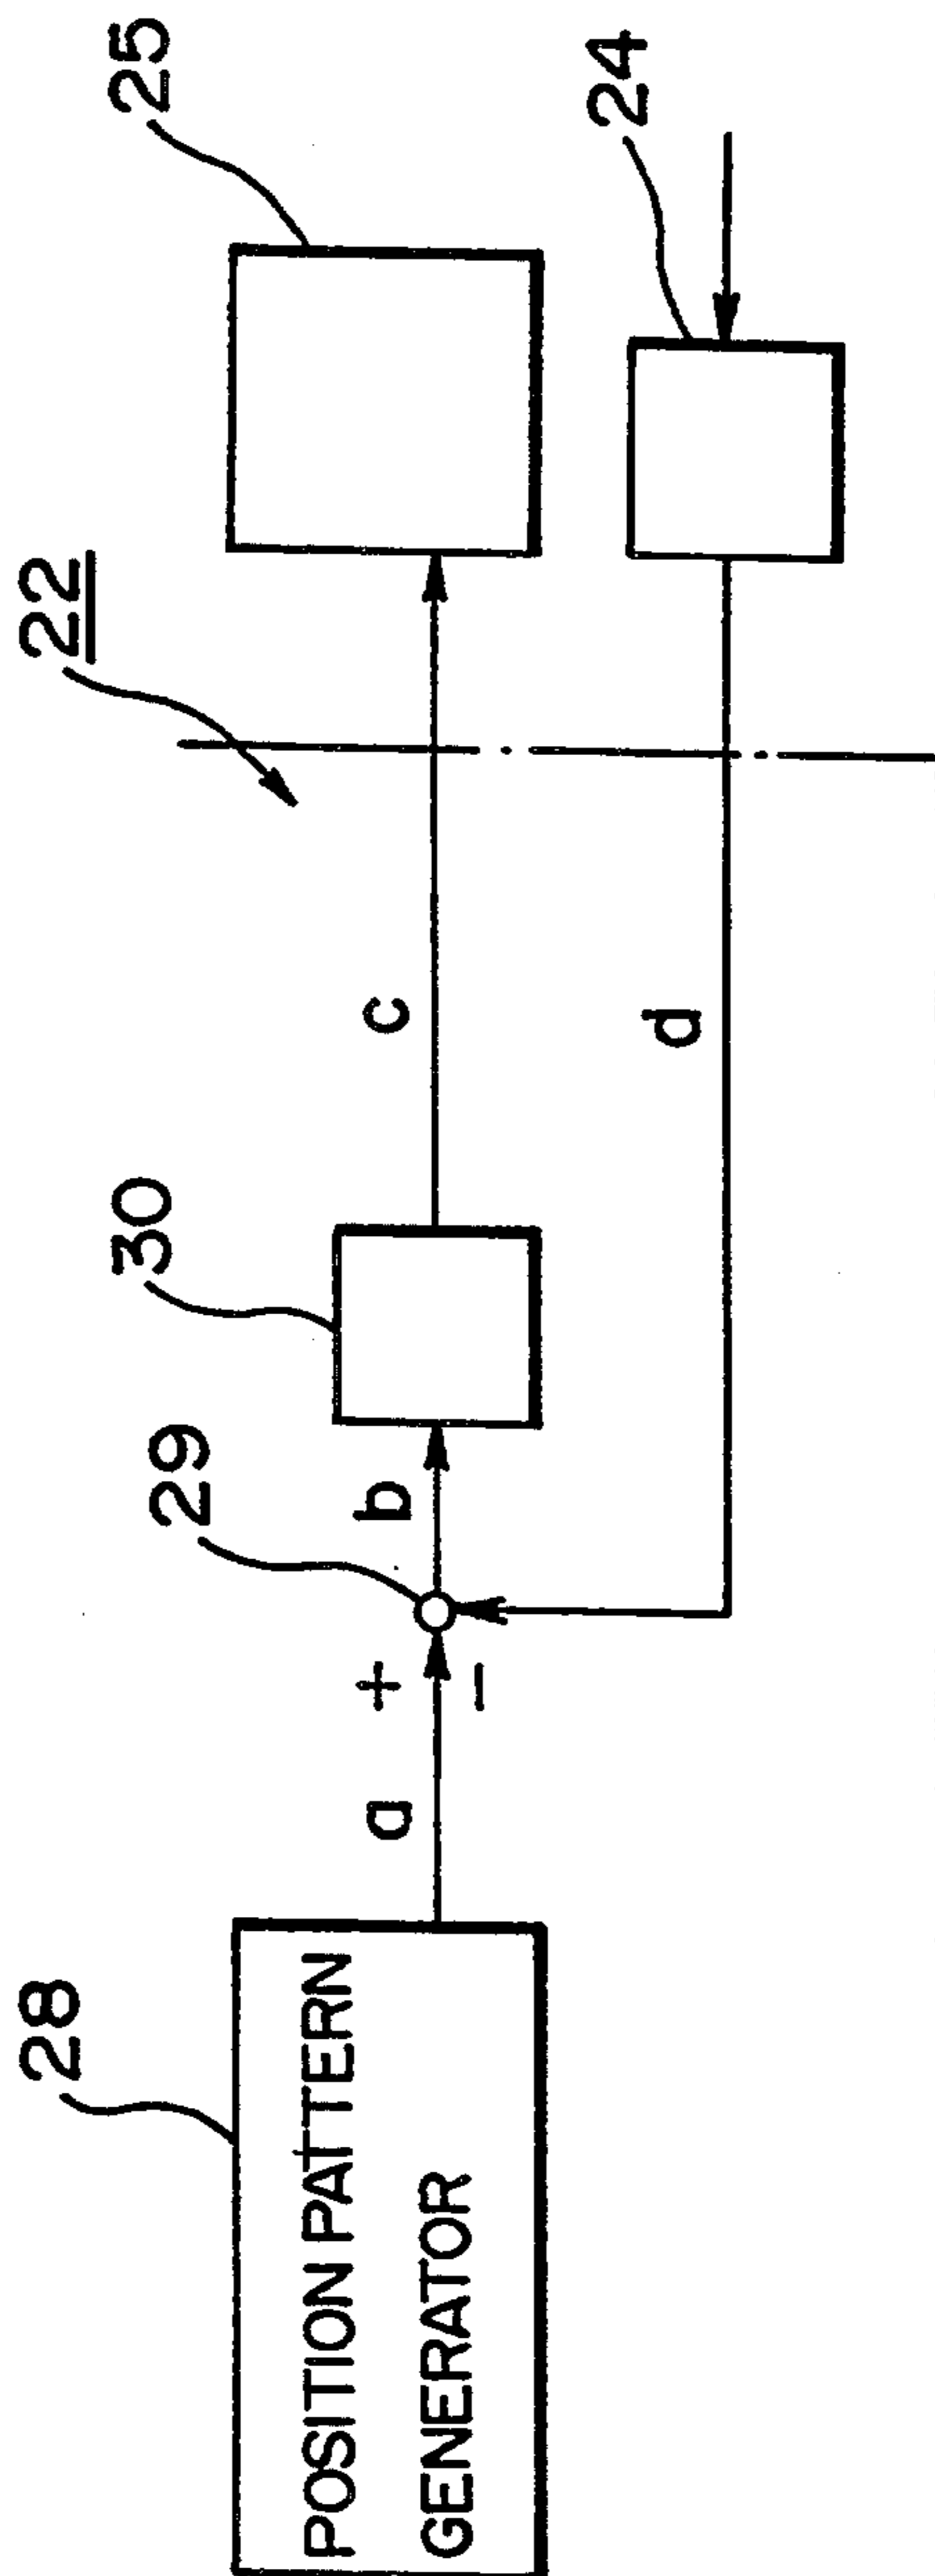 28
22
30
25
29
POSITION PATTERN
a
+
b
c
GENERATOR
−
24
d